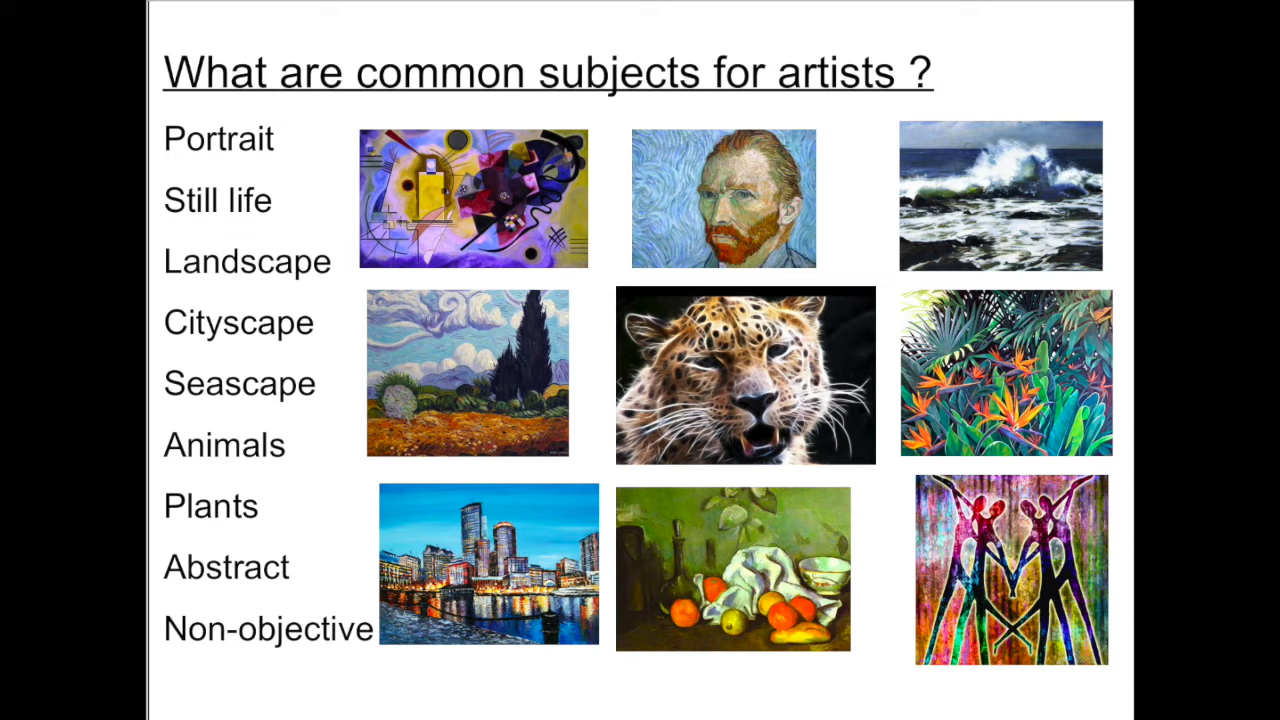 What are common subjects for artists ?
Portrait
Still life
Landscape
Cityscape
Seascape
Animals
Plants
Abstract
Non-objective